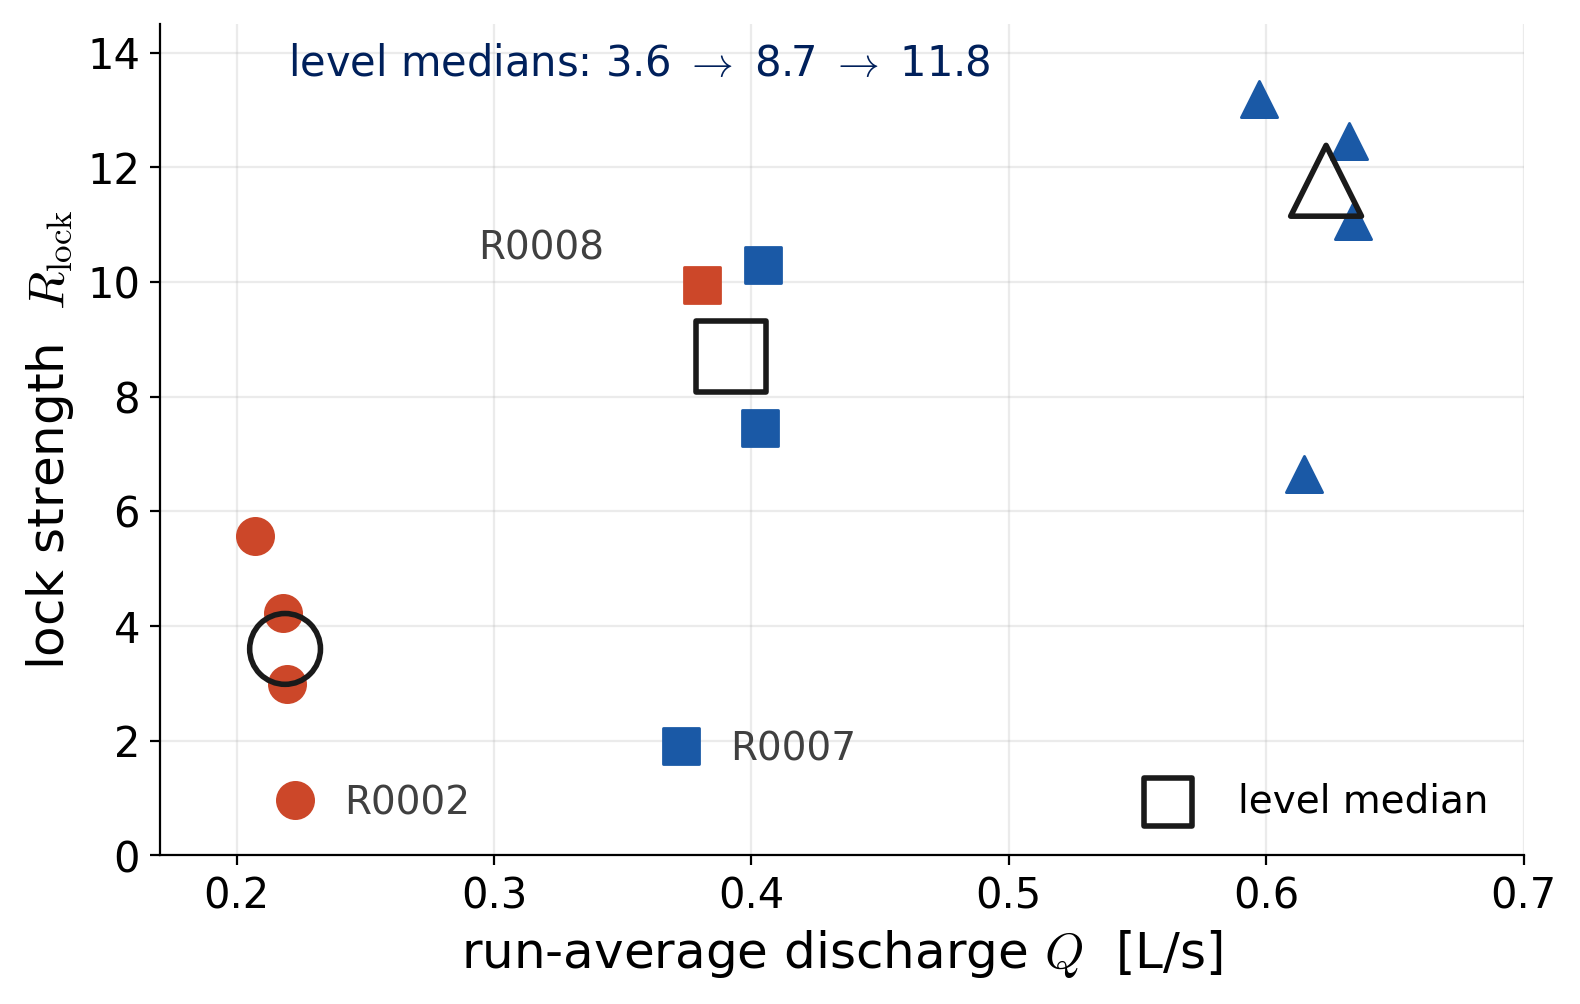 level medians: 3.6 → 8.7 → 11.8
14
12
10
8
6
4
2
0
lock strength R_lock
R0008
R0007
R0002
level median
0.2 0.3 0.4 0.5 0.6 0.7
run-average discharge Q [L/s]